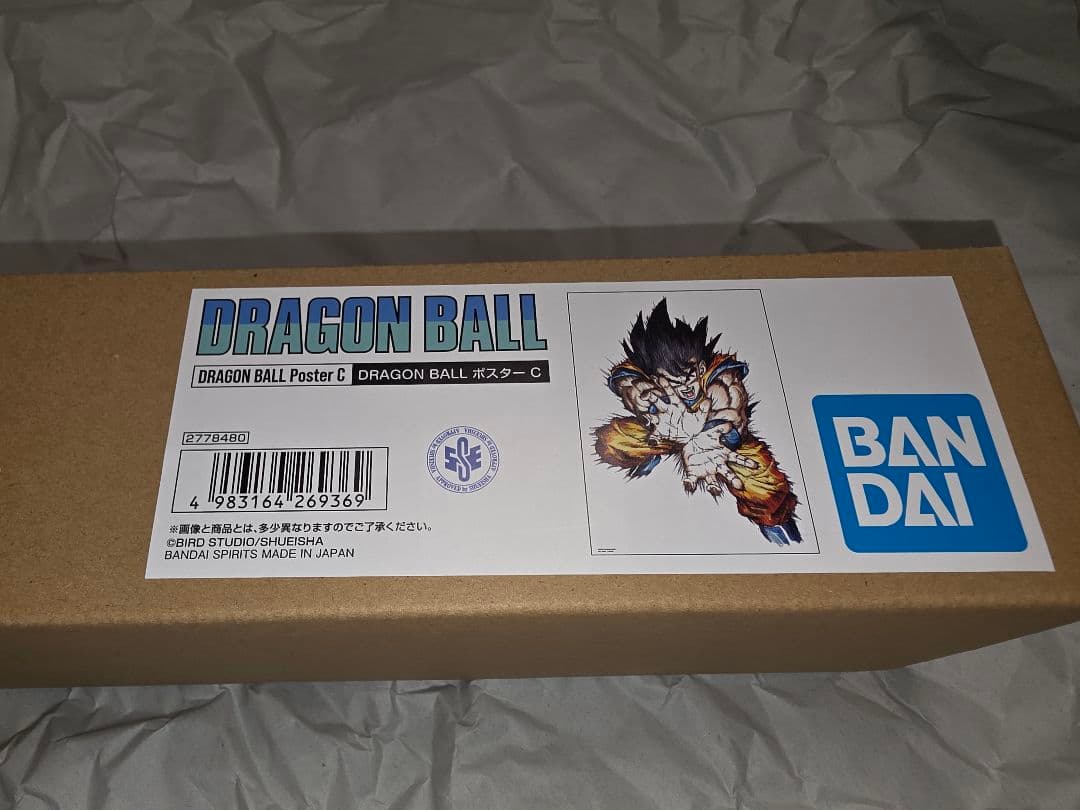 DRAGON BALL
DRAGON BALL Poster C
DRAGON BALL ポスター C
2778480
4 983164 269369
※画像と商品とは、多少異なりますのでご了承ください。
©BIRD STUDIO/SHUEISHA
BANDAI SPIRITS MADE IN JAPAN
BAN
DAI